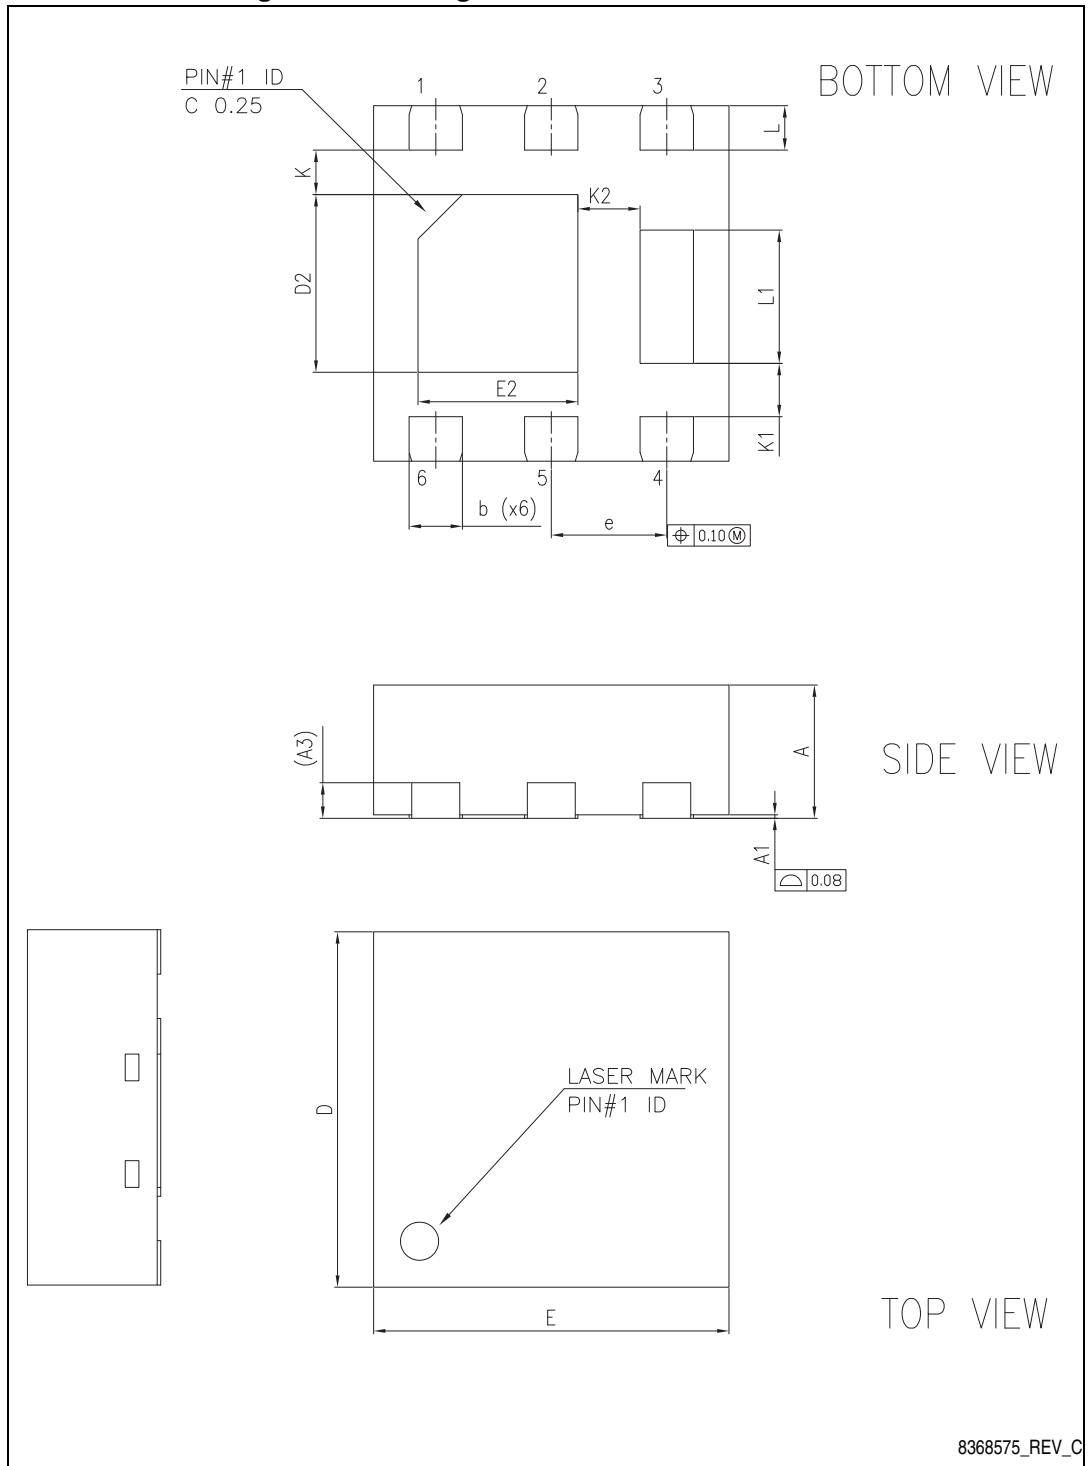 PIN#1 ID
C 0.25
1 2 3
BOTTOM VIEW
L
K
K2
D2
L1
E2
K1
6 5 4
b (x6)
e
0.10 Ⓜ
(A3)
A
SIDE VIEW
A1
0.08
D
LASER MARK
PIN#1 ID
E
TOP VIEW
8368575_REV_C